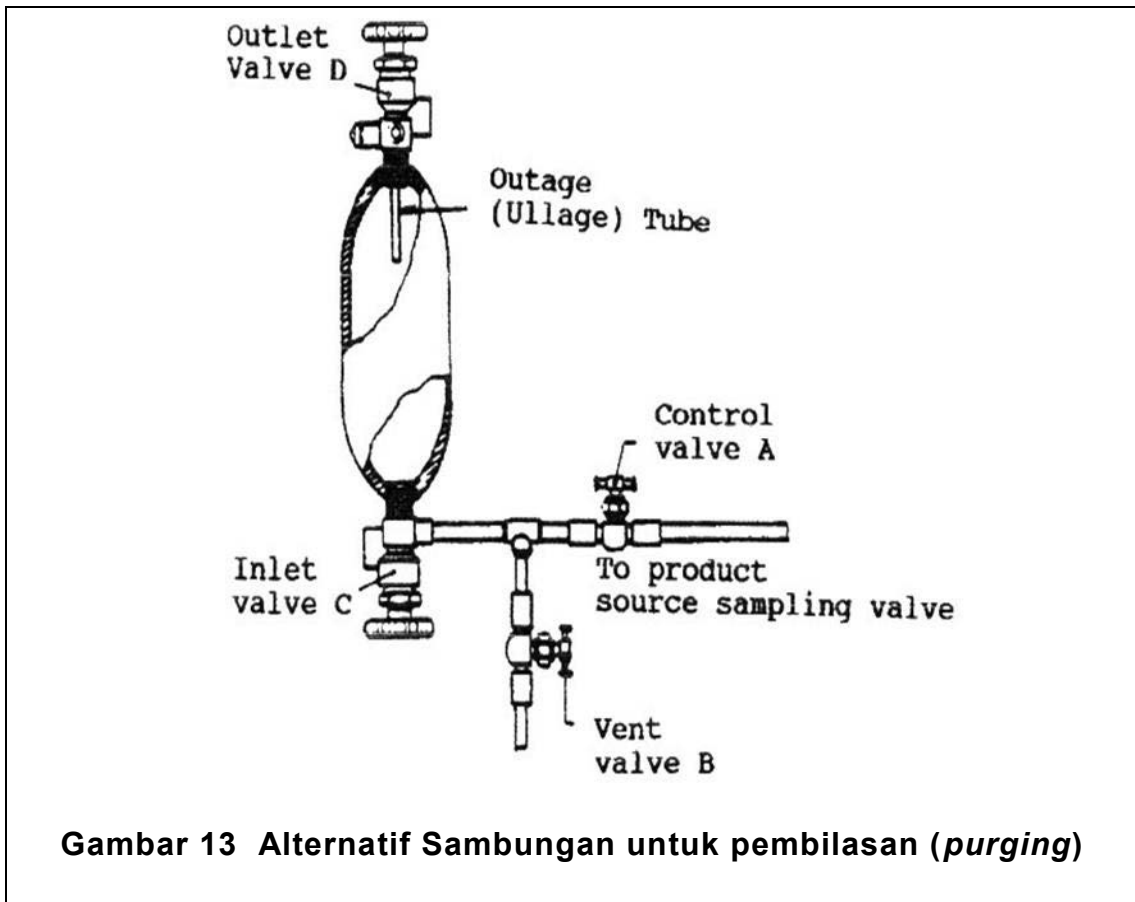 Outlet
Valve D
Outage
(Ullage) Tube
Control
valve A
Inlet
valve C
To product
source sampling valve
Vent
valve B
Gambar 13 Alternatif Sambungan untuk pembilasan (purging)